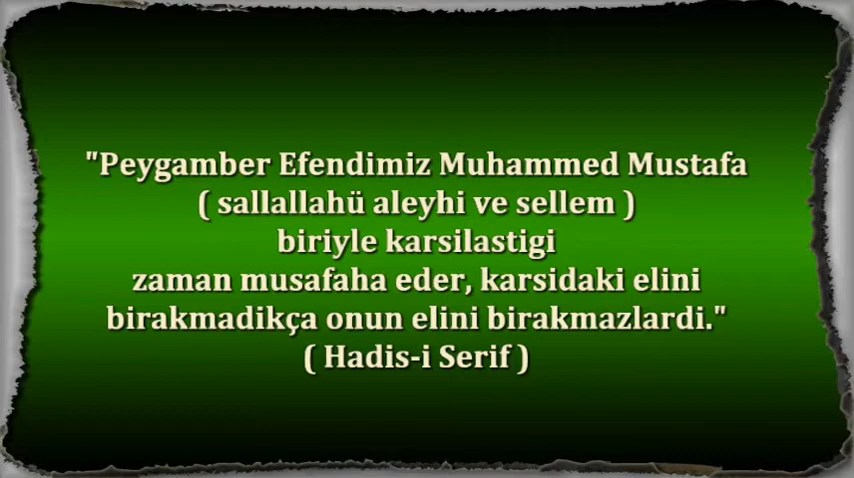 "Peygamber Efendimiz Muhammed Mustafa
( sallallahü aleyhi ve sellem )
biriyle karsilastigi
zaman musafaha eder, karsidaki elini
birakmadikça onun elini birakmazlardi."
( Hadis-i Serif )